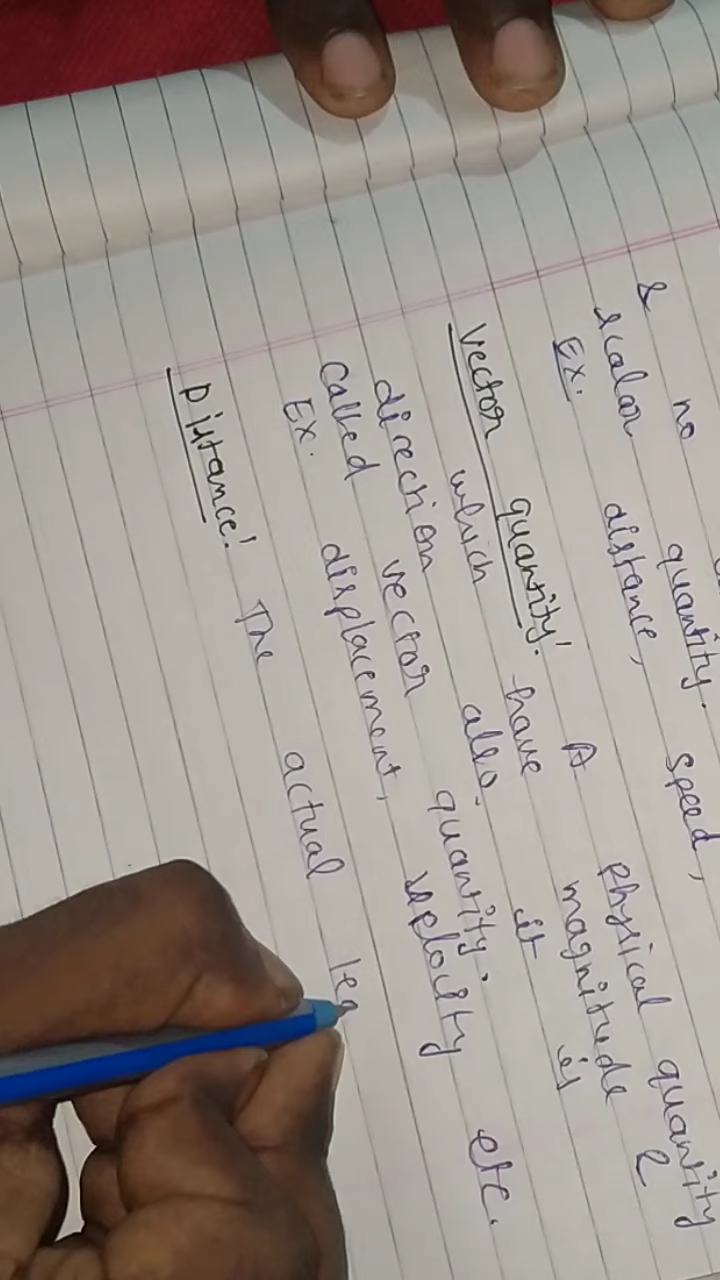 & no quantity.
scalar distance, speed,
Ex.
Vector quantity! A physical quantity
which have magnitude &
direction also. it is
called vector quantity.
Ex. displacement, velocity etc.
Distance! The actual